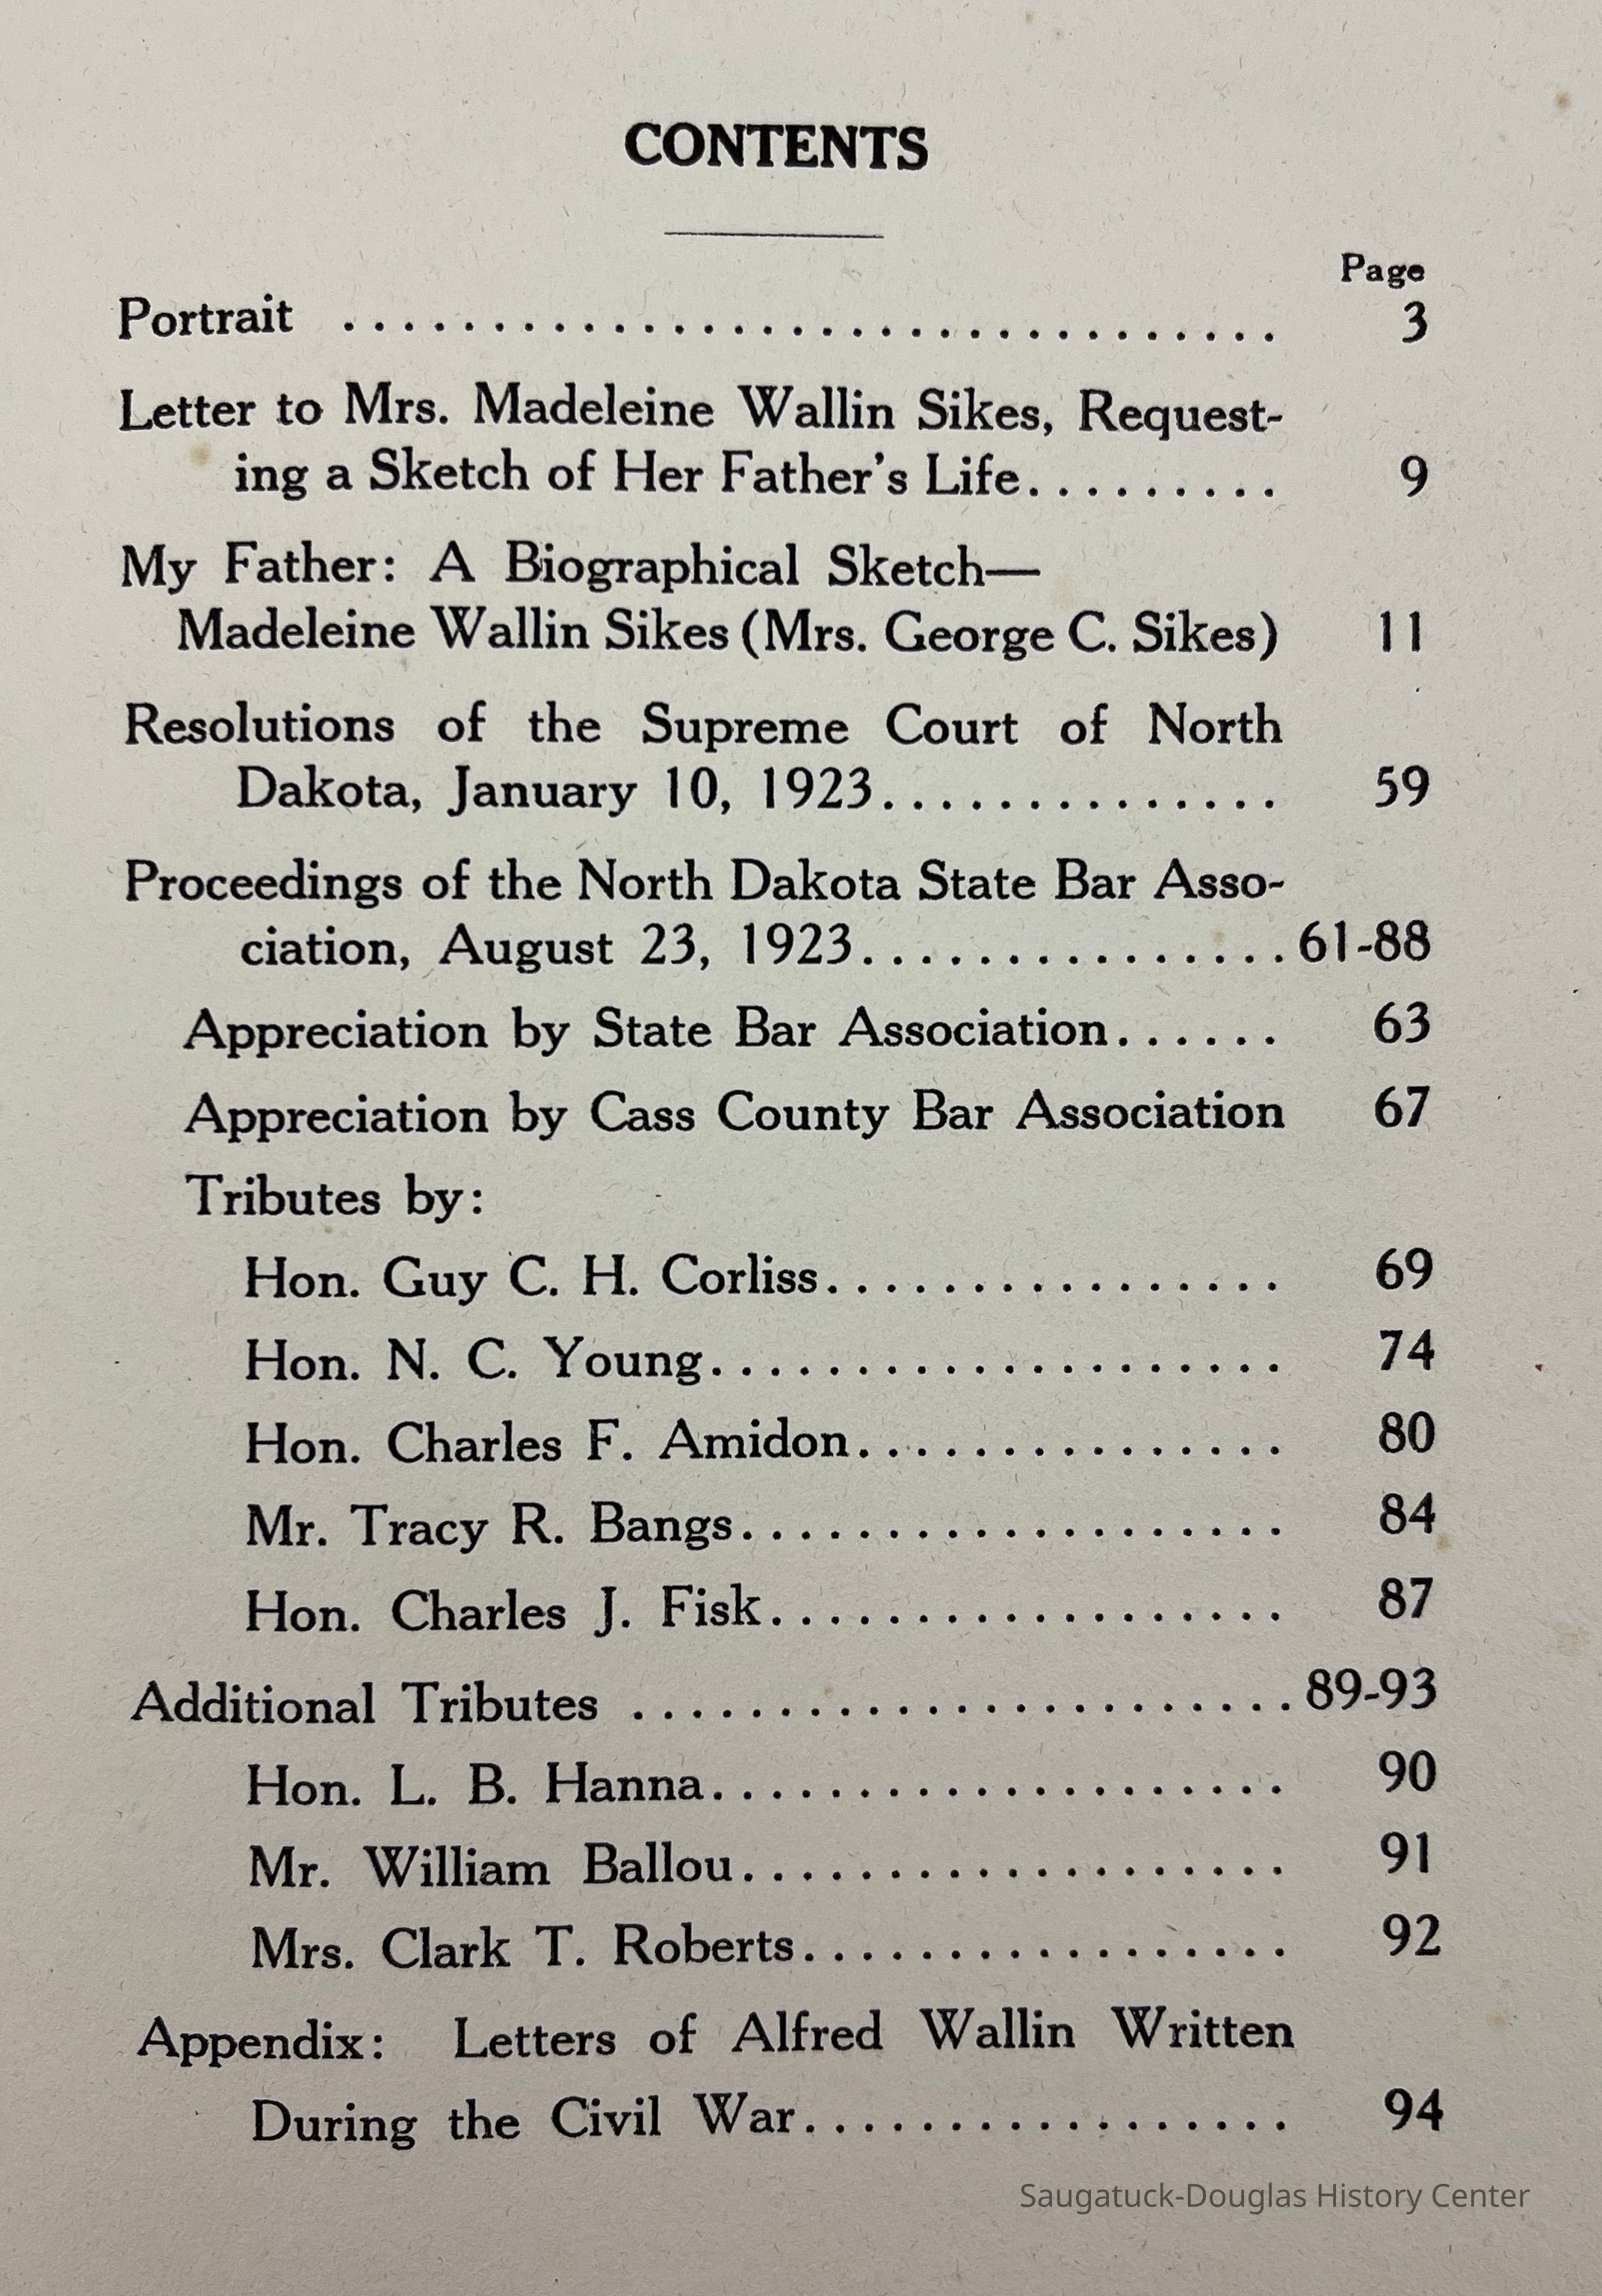 CONTENTS
Page
Portrait ................................ 3
Letter to Mrs. Madeleine Wallin Sikes, Request-
ing a Sketch of Her Father's Life......... 9
My Father: A Biographical Sketch—
Madeleine Wallin Sikes (Mrs. George C. Sikes) 11
Resolutions of the Supreme Court of North
Dakota, January 10, 1923.............. 59
Proceedings of the North Dakota State Bar Asso-
ciation, August 23, 1923...............61-88
Appreciation by State Bar Association...... 63
Appreciation by Cass County Bar Association 67
Tributes by:
Hon. Guy C. H. Corliss................ 69
Hon. N. C. Young.................... 74
Hon. Charles F. Amidon............... 80
Mr. Tracy R. Bangs................... 84
Hon. Charles J. Fisk.................. 87
Additional Tributes .......................89-93
Hon. L. B. Hanna.................... 90
Mr. William Ballou................... 91
Mrs. Clark T. Roberts................. 92
Appendix: Letters of Alfred Wallin Written
During the Civil War................. 94
Saugatuck-Douglas History Center